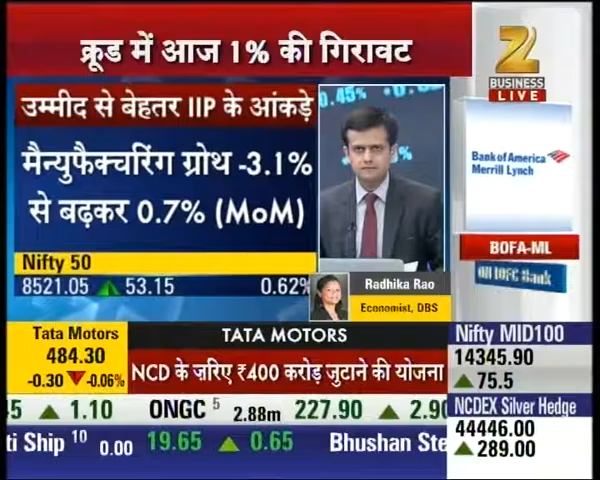 क्रूड में आज 1% की गिरावट
Z
BUSINESS
LIVE
उम्मीद से बेहतर IIP के आंकड़े
मैन्युफैक्चरिंग ग्रोथ -3.1%
से बढ़कर 0.7% (MoM)
0.45%
Bank of America
Merrill Lynch
BOFA-ML
ON IDFC Bank
Nifty 50
8521.05 ▲ 53.15 0.62%
Radhika Rao
Economist, DBS
Tata Motors
484.30
-0.30 ▼ -0.06%
TATA MOTORS
NCD के जरिए ₹400 करोड़ जुटाने की योजना
Nifty MID100
14345.90
▲ 75.5
NCDEX Silver Hedge
44446.00
▲ 289.00
▲ 1.10 ONGC 5 2.88m 227.90 ▲ 2.90
ti Ship 10 0.00 19.65 ▲ 0.65 Bhushan Ste